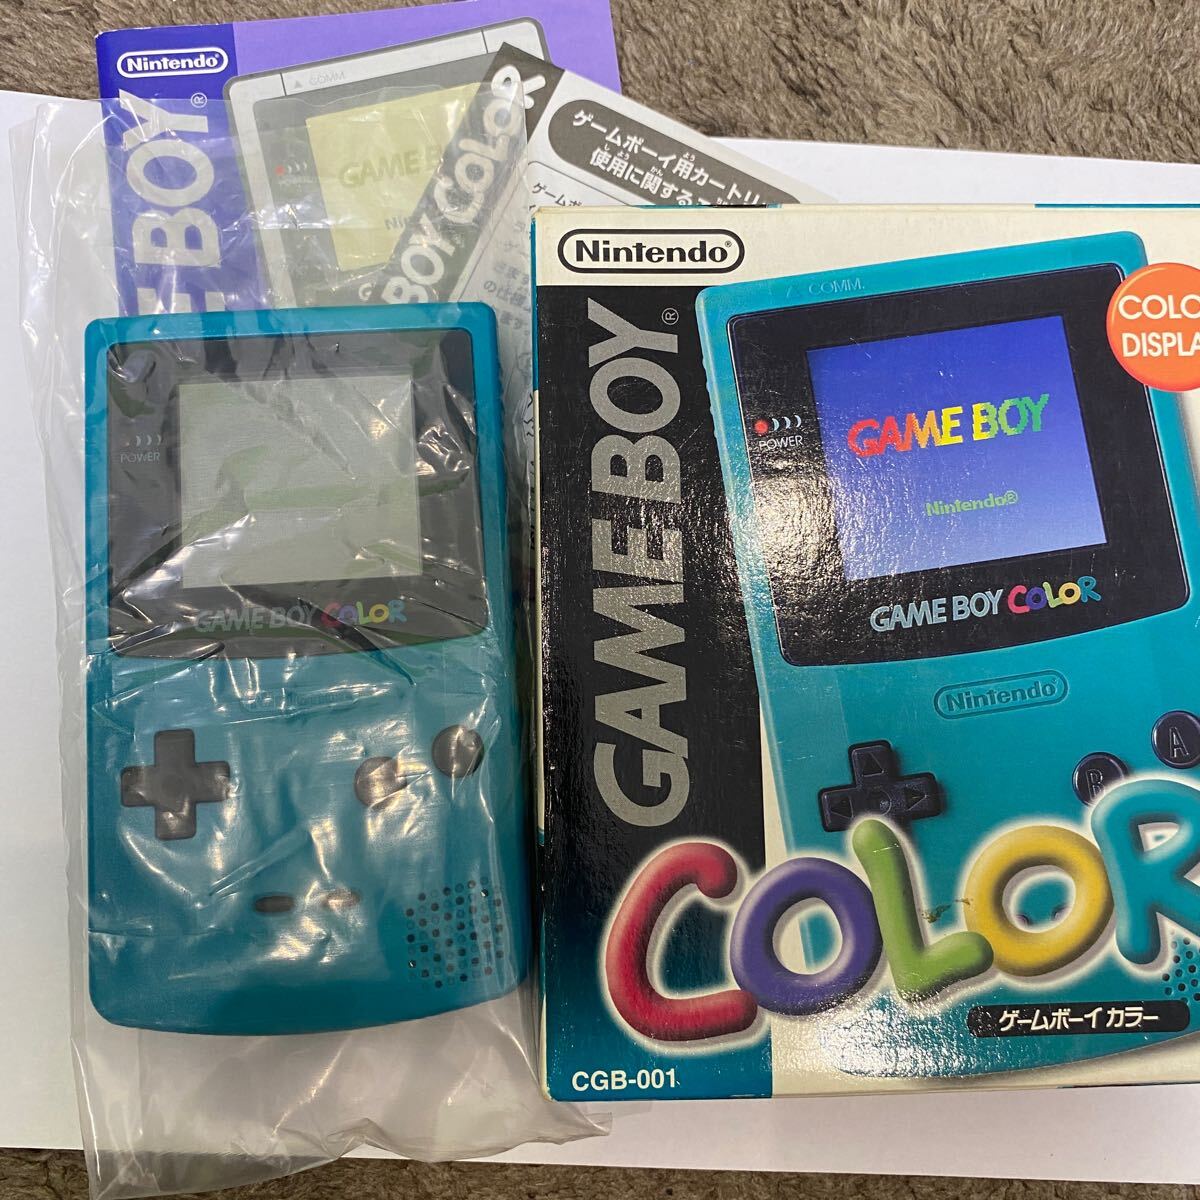 Nintendo
GAME BOY®
▲ COMM.
GAME BOY
BOY COLOR
ゲームボーイ用カートリ
使用に関する
POWER
GAME BOY COLOR
Nintendo
GAME BOY®
COMM.
COLO
DISPLA
POWER
GAME BOY
Nintendo®
GAME BOY COLOR
Nintendo
A
B
COLOR
ゲームボーイカラー
CGB-001